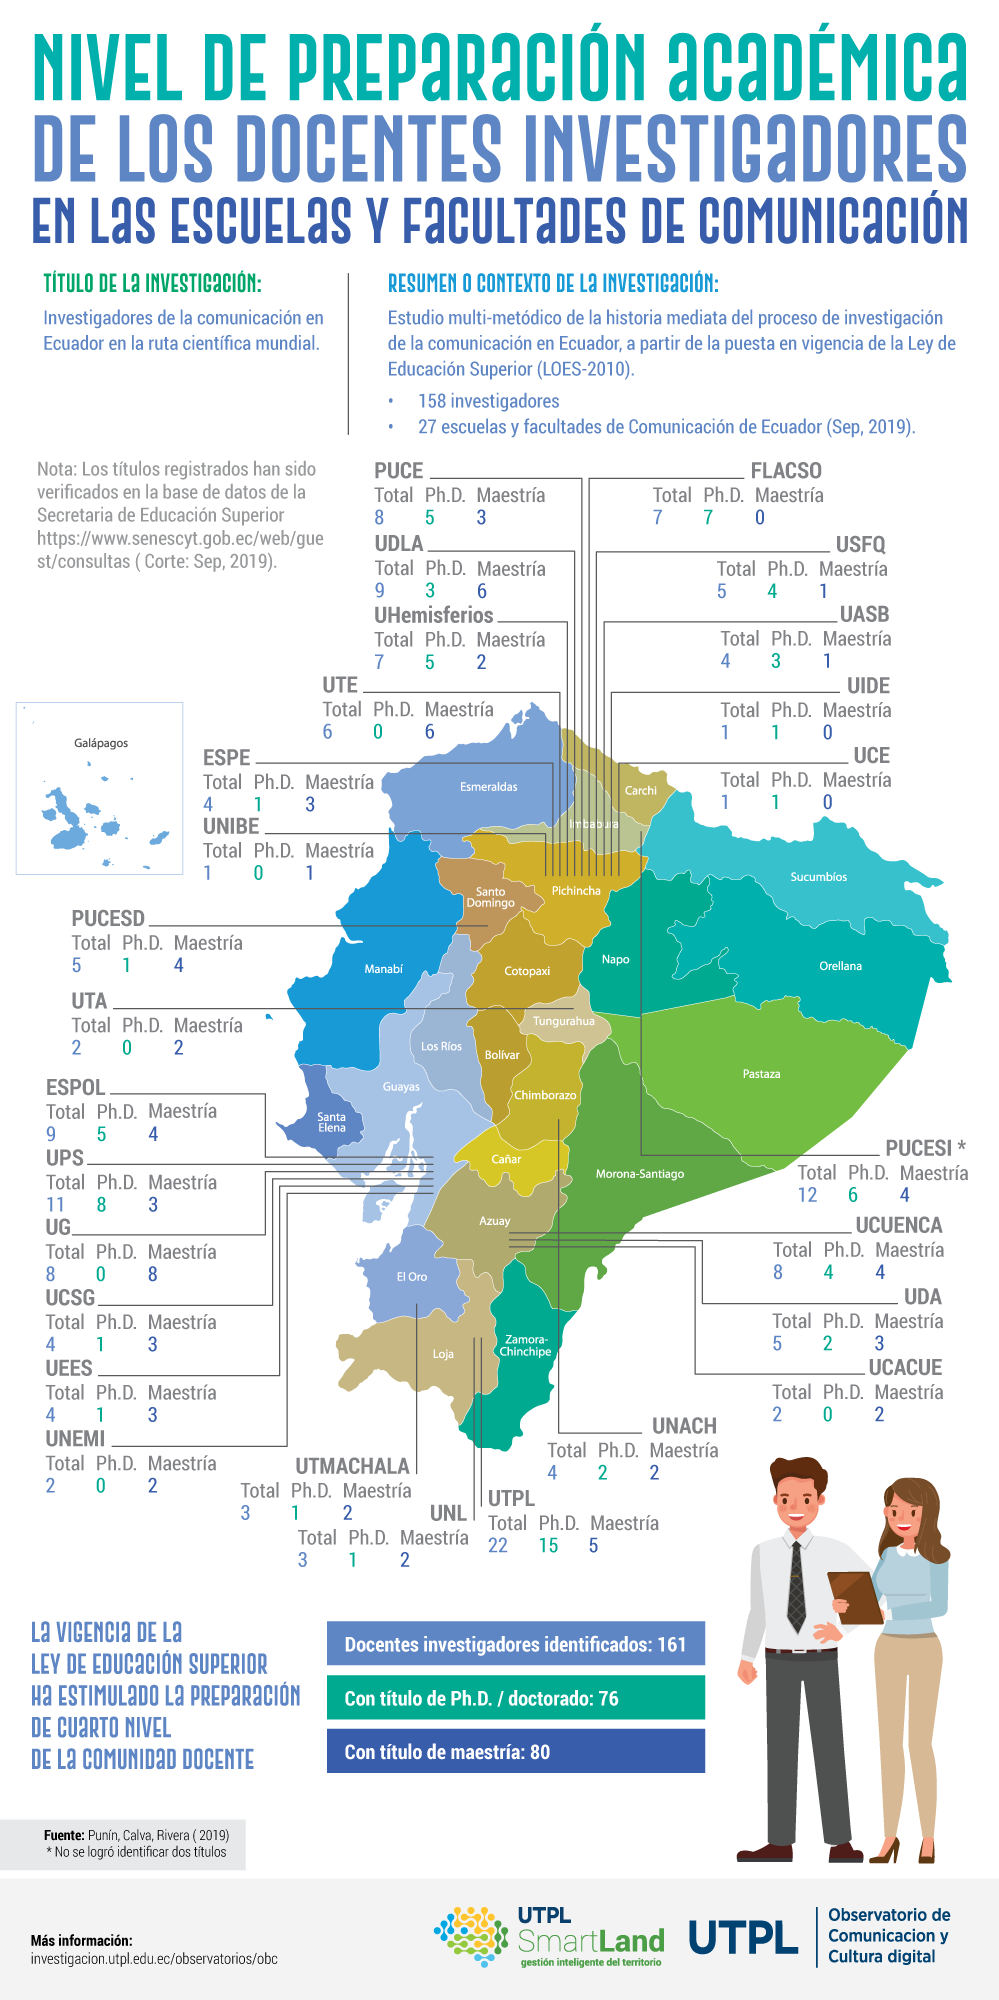 NIVEL DE PREPARACIÓN ACADÉMICA
DE LOS DOCENTES INVESTIGADORES
EN LAS ESCUELAS Y FACULTADES DE COMUNICACIÓN
TÍTULO DE LA INVESTIGACIÓN:
Investigadores de la comunicación en
Ecuador en la ruta científica mundial.
RESUMEN O CONTEXTO DE LA INVESTIGACIÓN:
Estudio multi-metódico de la historia mediata del proceso de investigación
de la comunicación en Ecuador, a partir de la puesta en vigencia de la Ley de
Educación Superior (LOES-2010).
• 158 investigadores
• 27 escuelas y facultades de Comunicación de Ecuador (Sep, 2019).
Nota: Los títulos registrados han sido
verificados en la base de datos de la
Secretaria de Educación Superior
https://www.senescyt.gob.ec/web/gue
st/consultas ( Corte: Sep, 2019).
PUCE
Total Ph.D. Maestría
8 5 3
FLACSO
Total Ph.D. Maestría
7 7 0
UDLA
Total Ph.D. Maestría
9 3 6
USFQ
Total Ph.D. Maestría
5 4 1
UHemisferios
Total Ph.D. Maestría
7 5 2
UASB
Total Ph.D. Maestría
4 3 1
UTE
Total Ph.D. Maestría
6 0 6
UIDE
Total Ph.D. Maestría
1 1 0
ESPE
Total Ph.D. Maestría
4 1 3
UCE
Total Ph.D. Maestría
1 1 0
UNIBE
Total Ph.D. Maestría
1 0 1
PUCESD
Total Ph.D. Maestría
5 1 4
UTA
Total Ph.D. Maestría
2 0 2
ESPOL
Total Ph.D. Maestría
9 5 4
UPS
Total Ph.D. Maestría
11 8 3
UG
Total Ph.D. Maestría
8 0 8
UCSG
Total Ph.D. Maestría
4 1 3
UEES
Total Ph.D. Maestría
4 1 3
UNEMI
Total Ph.D. Maestría
2 0 2
Galápagos
Esmeraldas
Carchi
Imbabura
Sucumbíos
Santo
Domingo
Pichincha
Manabí
Cotopaxi
Napo
Orellana
Tungurahua
Los Ríos
Bolívar
Guayas
Chimborazo
Pastaza
Santa
Elena
Cañar
Morona-Santiago
Azuay
El Oro
Loja
Zamora-
Chinchipe
PUCESI *
Total Ph.D. Maestría
12 6 4
UCUENCA
Total Ph.D. Maestría
8 4 4
UDA
Total Ph.D. Maestría
5 2 3
UCACUE
Total Ph.D. Maestría
2 0 2
UNACH
Total Ph.D. Maestría
4 2 2
UTMACHALA
Total Ph.D. Maestría
3 1 2
UNL
Total Ph.D. Maestría
3 1 2
UTPL
Total Ph.D. Maestría
22 15 5
LA VIGENCIA DE LA
LEY DE EDUCACIÓN SUPERIOR
HA ESTIMULADO LA PREPARACIÓN
DE CUARTO NIVEL
DE LA COMUNIDAD DOCENTE
Docentes investigadores identificados: 161
Con título de Ph.D. / doctorado: 76
Con título de maestría: 80
Fuente: Punín, Calva, Rivera ( 2019)
* No se logró identificar dos títulos
Más información:
investigacion.utpl.edu.ec/observatorios/obc
UTPL
SmartLand
gestión inteligente del territorio
UTPL
Observatorio de
Comunicacion y
Cultura digital